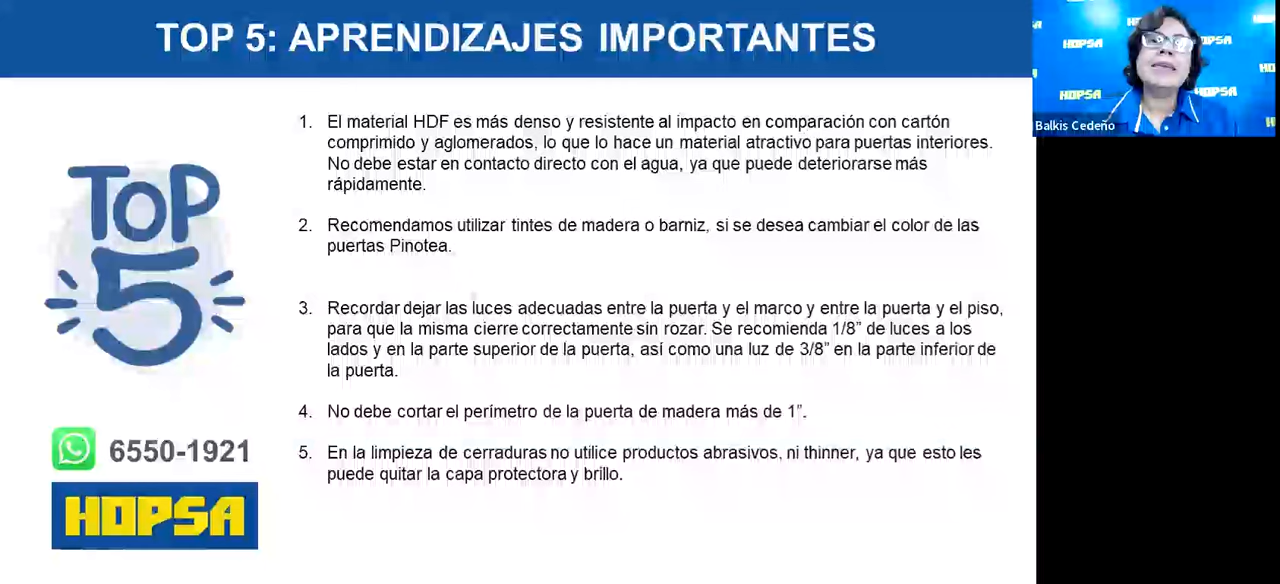 TOP 5: APRENDIZAJES IMPORTANTES
HOPSA
HOPSA
HOPSA
Balkis Cedeño
TOP
5
1. El material HDF es más denso y resistente al impacto en comparación con cartón
comprimido y aglomerados, lo que lo hace un material atractivo para puertas interiores.
No debe estar en contacto directo con el agua, ya que puede deteriorarse más
rápidamente.
2. Recomendamos utilizar tintes de madera o barniz, si se desea cambiar el color de las
puertas Pinotea.
3. Recordar dejar las luces adecuadas entre la puerta y el marco y entre la puerta y el piso,
para que la misma cierre correctamente sin rozar. Se recomienda 1/8” de luces a los
lados y en la parte superior de la puerta, así como una luz de 3/8” en la parte inferior de
la puerta.
4. No debe cortar el perímetro de la puerta de madera más de 1”.
5. En la limpieza de cerraduras no utilice productos abrasivos, ni thinner, ya que esto les
puede quitar la capa protectora y brillo.
6550-1921
HOPSA